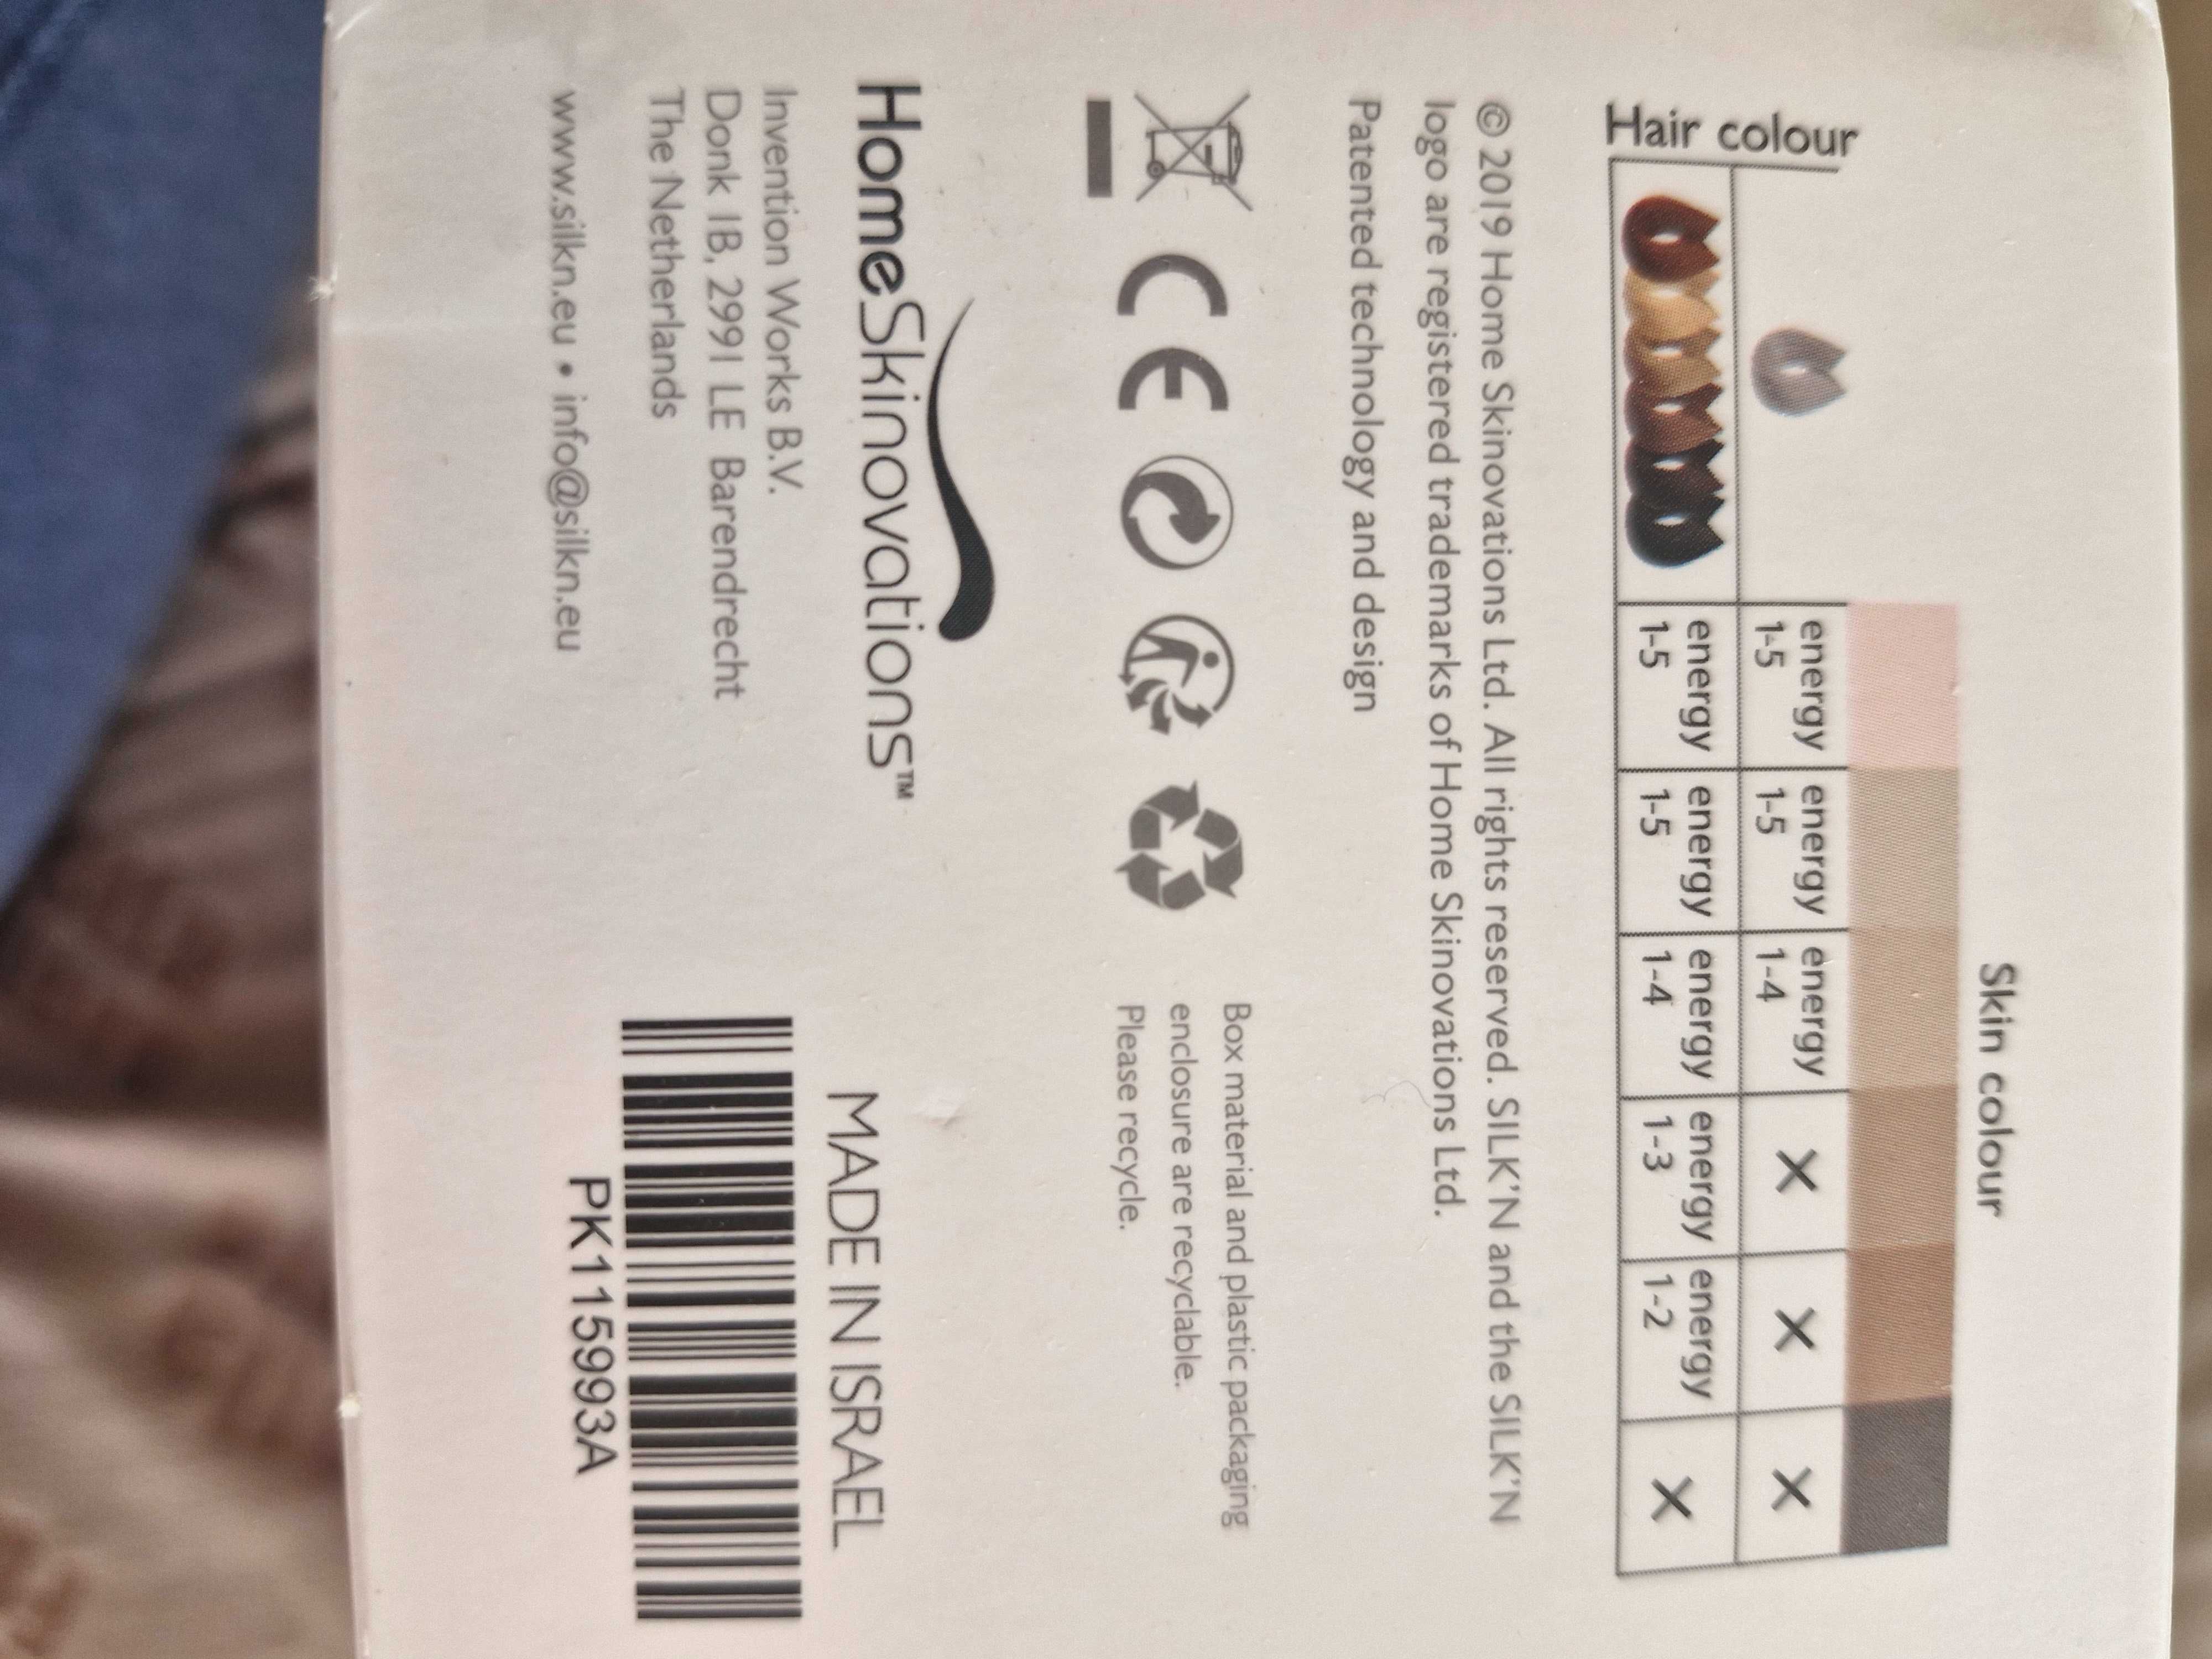 Skin colour
Hair colour
energy 1-5 energy 1-5 energy 1-4 X X X
energy 1-5 energy 1-5 energy 1-4 energy 1-3 energy 1-2 X
© 2019 Home Skinovations Ltd. All rights reserved. SILK'N and the SILK'N
logo are registered trademarks of Home Skinovations Ltd.
Patented technology and design
CE
Box material and plastic packaging
enclosure are recyclable.
Please recycle.
HomeSkinovations™
Invention Works B.V.
Donk 1B, 2991 LE Barendrecht
The Netherlands
www.silkn.eu • info@silkn.eu
MADE IN ISRAEL
PK115993A